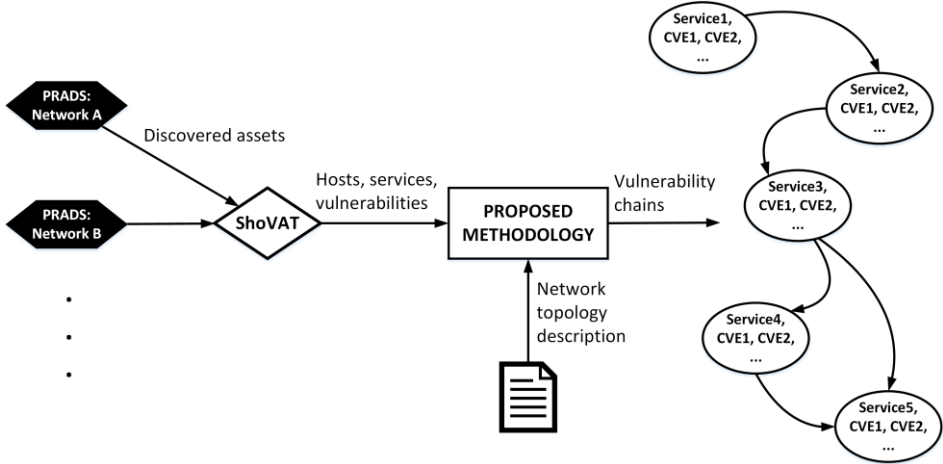 PRADS:
Network A
Discovered assets
PRADS:
Network B
ShoVAT
Hosts, services,
vulnerabilities
PROPOSED
METHODOLOGY
Network
topology
description
Vulnerability
chains
Service1,
CVE1, CVE2,
...
Service2,
CVE1, CVE2,
...
Service3,
CVE1, CVE2,
...
Service4,
CVE1, CVE2,
...
Service5,
CVE1, CVE2,
...